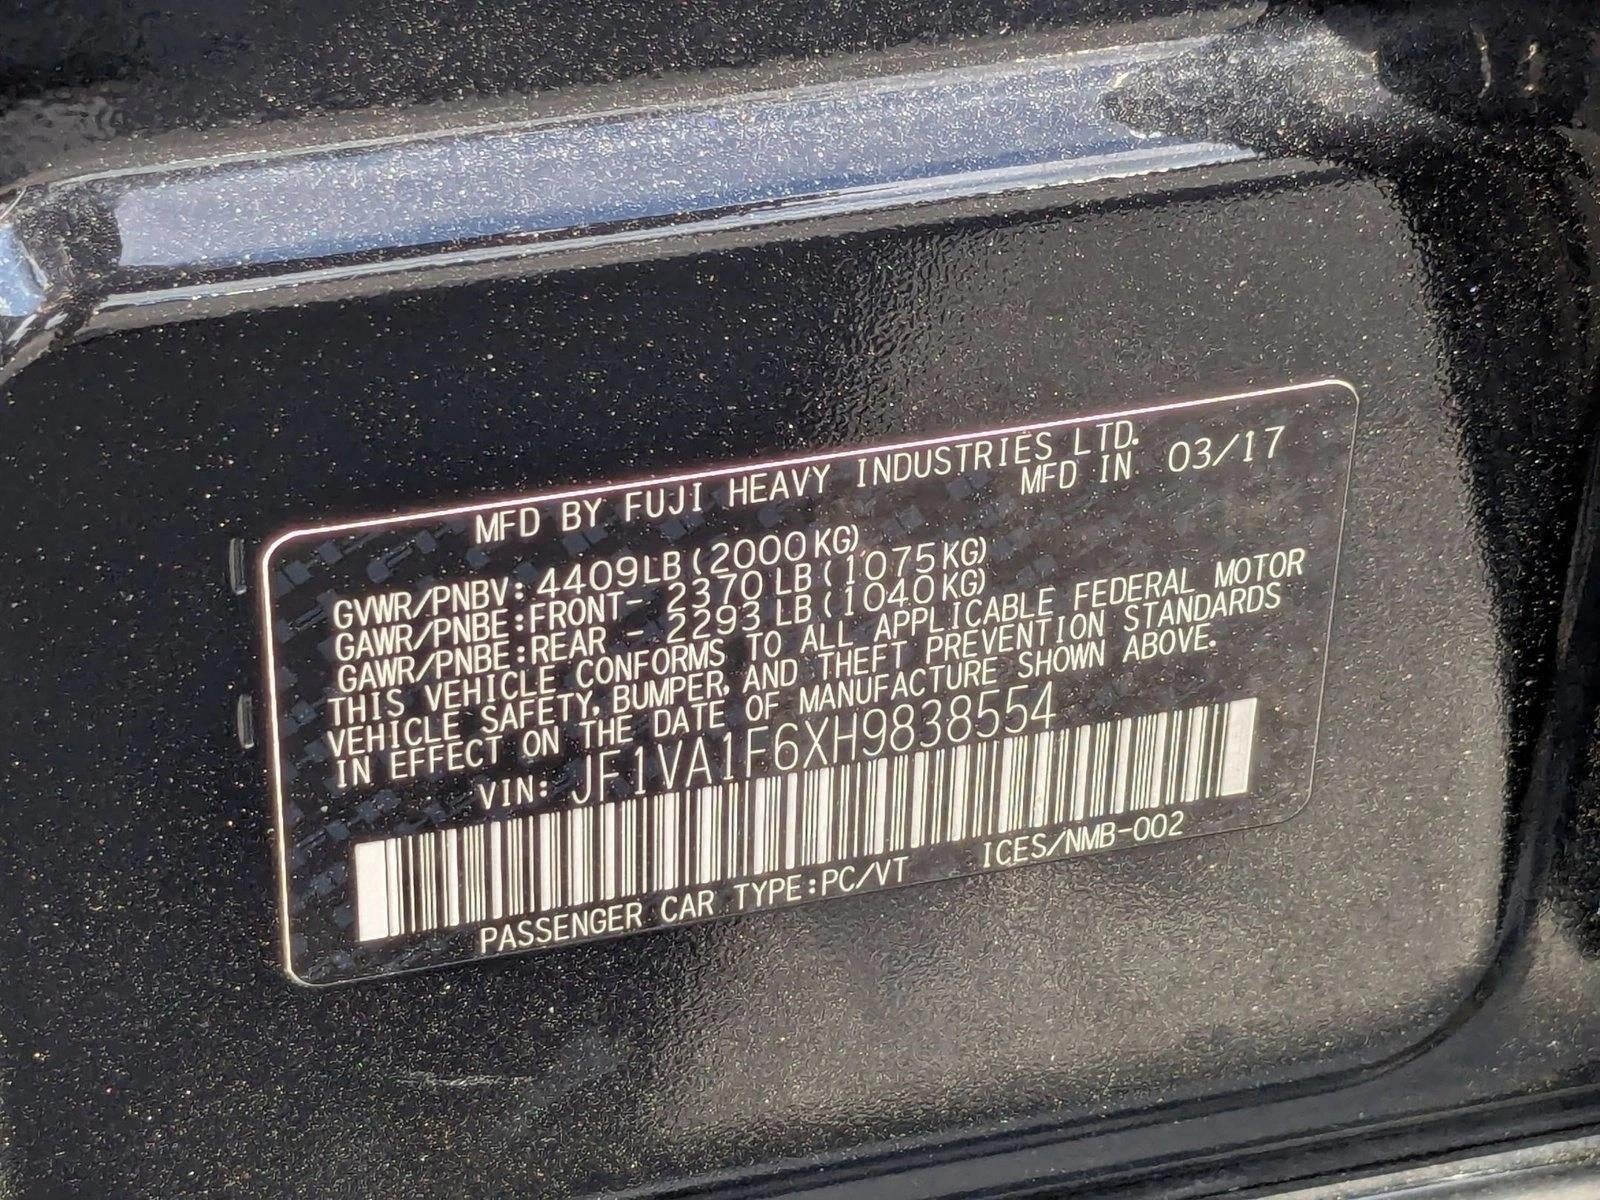 MFD BY FUJI HEAVY INDUSTRIES LTD.
MFD IN 03/17
GVWR/PNBV: 4409LB (2000KG)
GAWR/PNBE:FRONT- 2370LB (1075KG)
GAWR/PNBE:REAR - 2293LB (1040KG)
THIS VEHICLE CONFORMS TO ALL APPLICABLE FEDERAL MOTOR
VEHICLE SAFETY, BUMPER, AND THEFT PREVENTION STANDARDS
IN EFFECT ON THE DATE OF MANUFACTURE SHOWN ABOVE.
VIN: JF1VA1F6XH9838554
PASSENGER CAR TYPE:PC/VT ICES/NMB-002